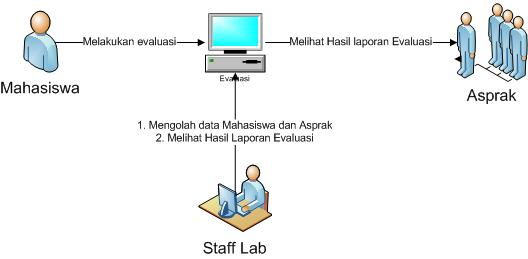 Melakukan evaluasi
Melihat Hasil laporan Evaluasi
Mahasiswa
Evaluasi
Asprak
1. Mengolah data Mahasiswa dan Asprak
2. Melihat Hasil Laporan Evaluasi
Staff Lab